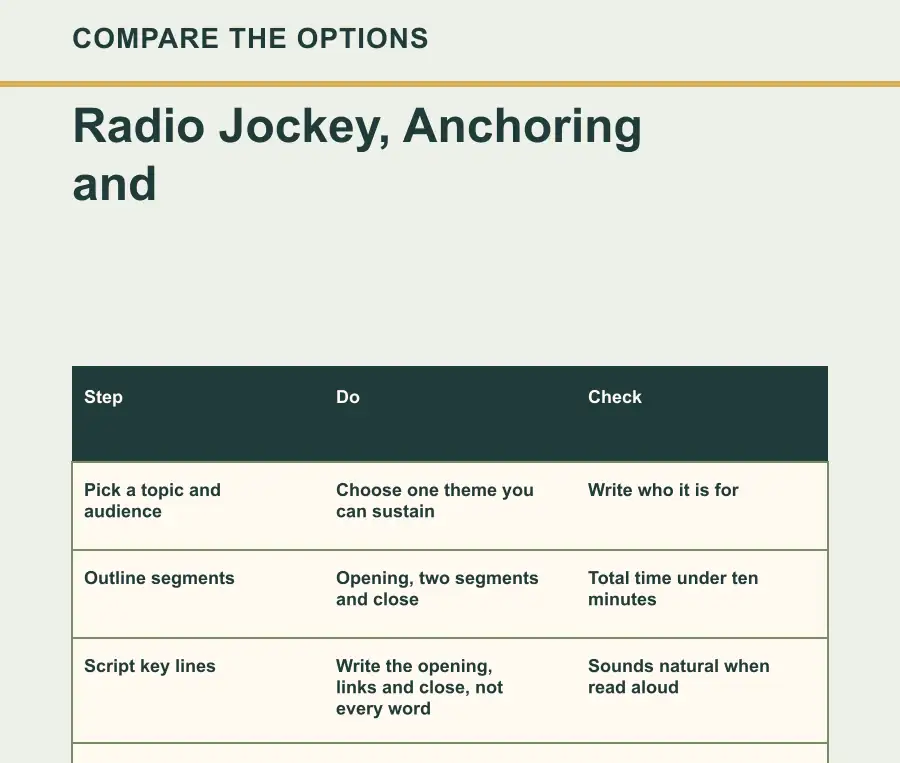 COMPARE THE OPTIONS
Radio Jockey, Anchoring
and
Step
Do
Check
Pick a topic and
audience
Choose one theme you
can sustain
Write who it is for
Outline segments
Opening, two segments
and close
Total time under ten
minutes
Script key lines
Write the opening,
links and close, not
every word
Sounds natural when
read aloud